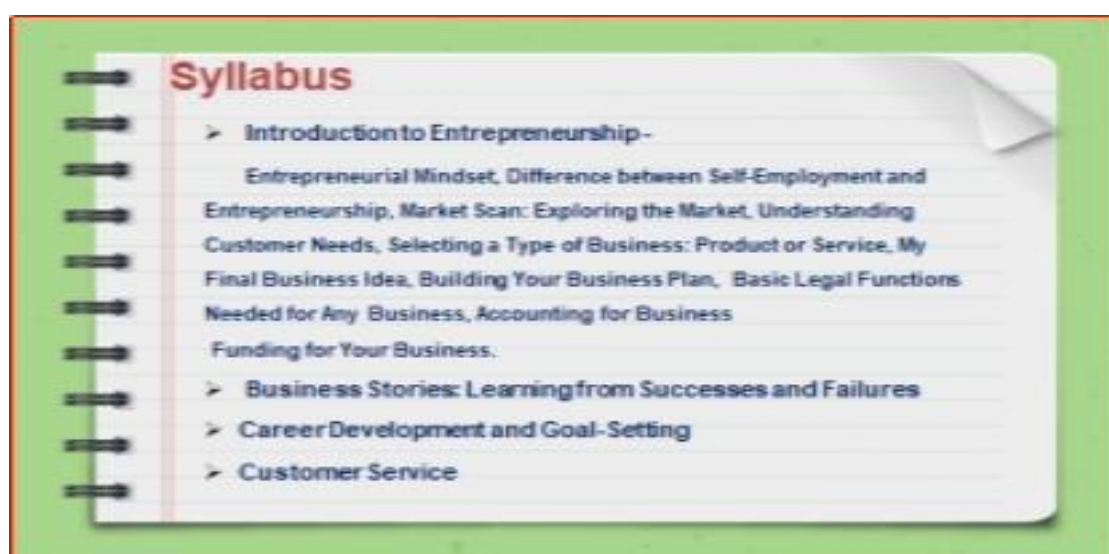 Syllabus
➢ Introduction to Entrepreneurship-
Entrepreneurial Mindset, Difference between Self-Employment and
Entrepreneurship, Market Scan: Exploring the Market, Understanding
Customer Needs, Selecting a Type of Business: Product or Service, My
Final Business Idea, Building Your Business Plan, Basic Legal Functions
Needed for Any Business, Accounting for Business
Funding for Your Business.
➢ Business Stories: Learning from Successes and Failures
➢ Career Development and Goal-Setting
➢ Customer Service